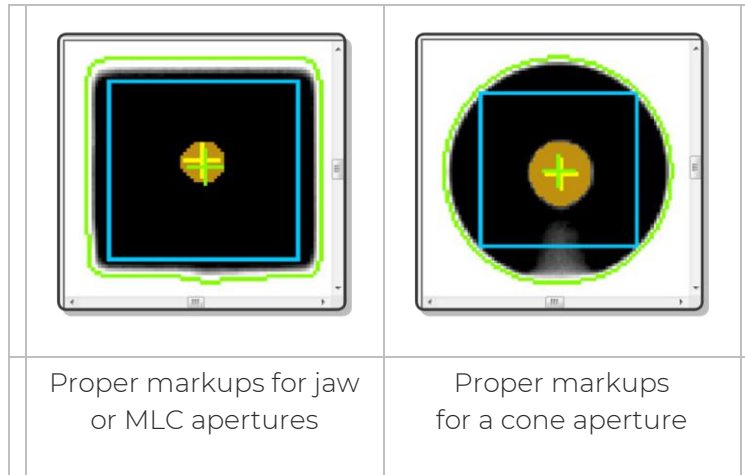 Proper markups for jaw
or MLC apertures
Proper markups
for a cone aperture